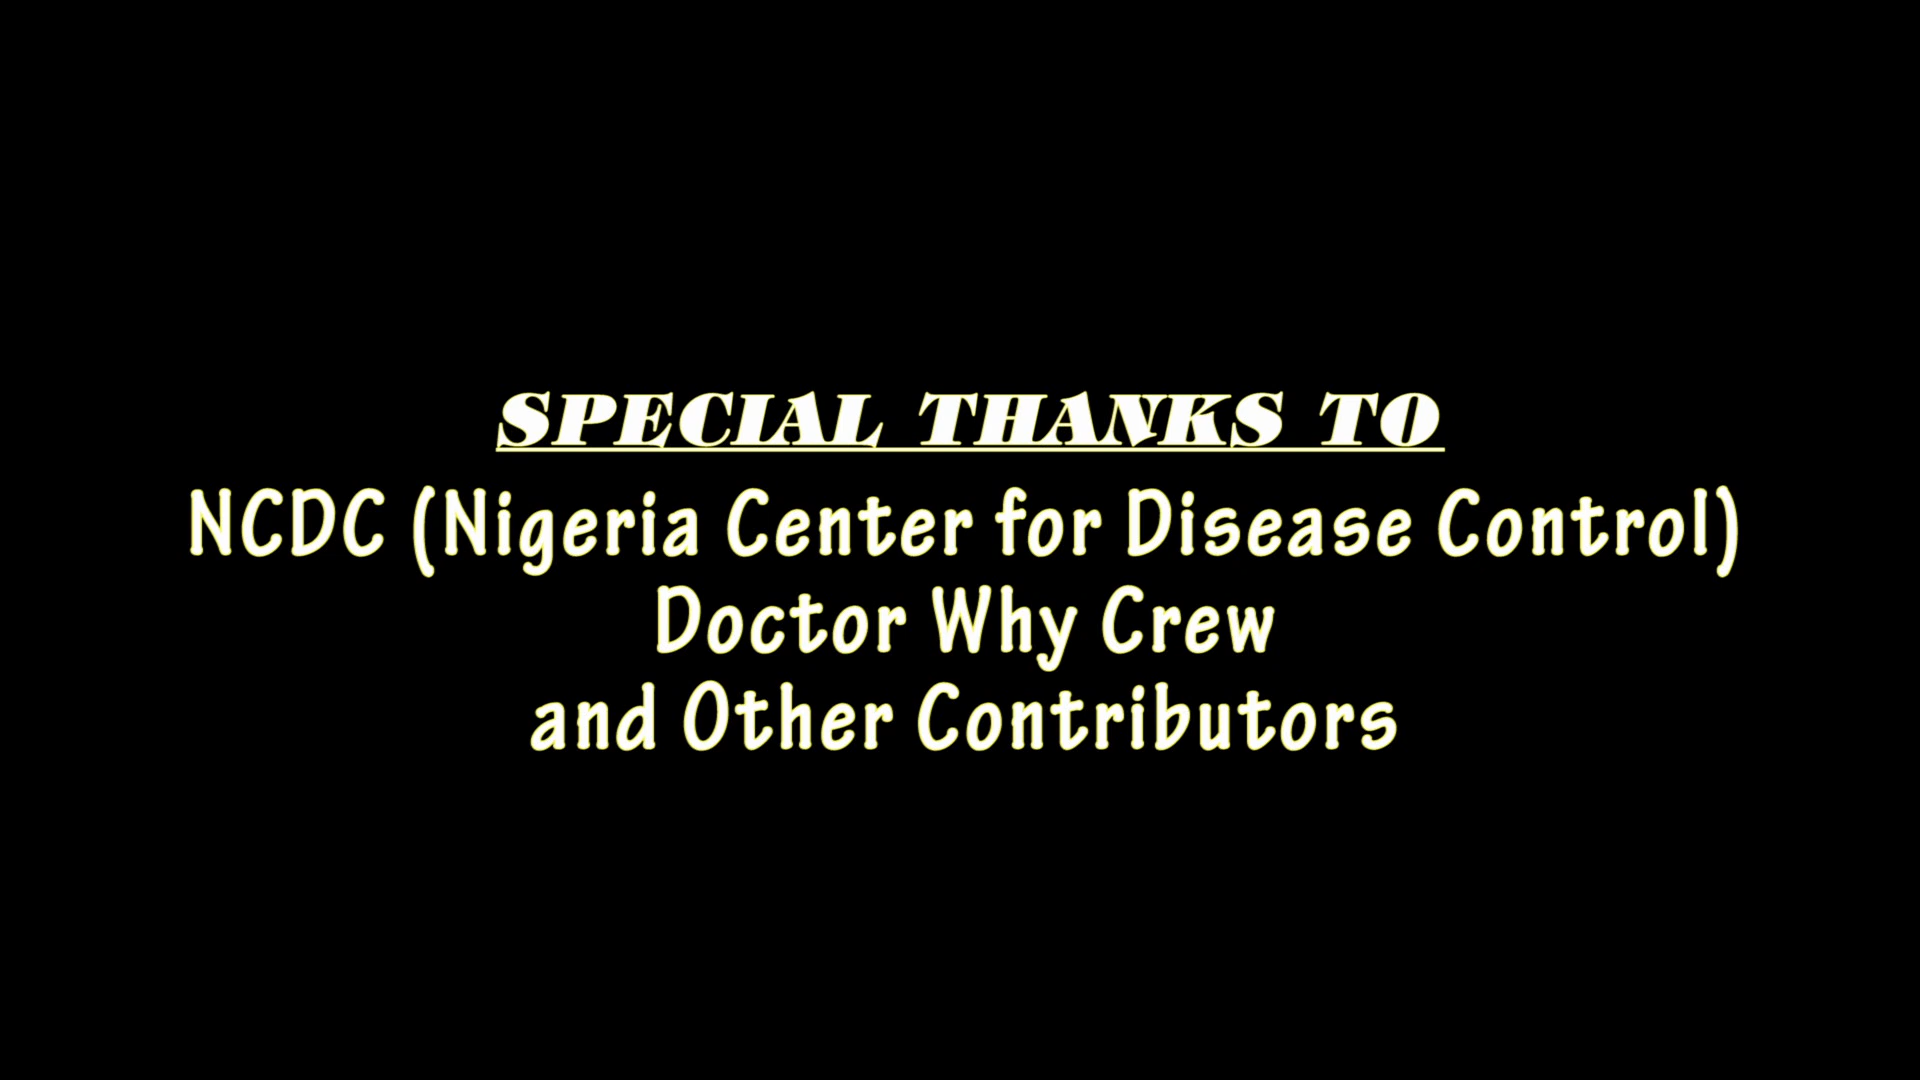 SPECIAL THANKS TO
NCDC (Nigeria Center for Disease Control)
Doctor Why Crew
and Other Contributors